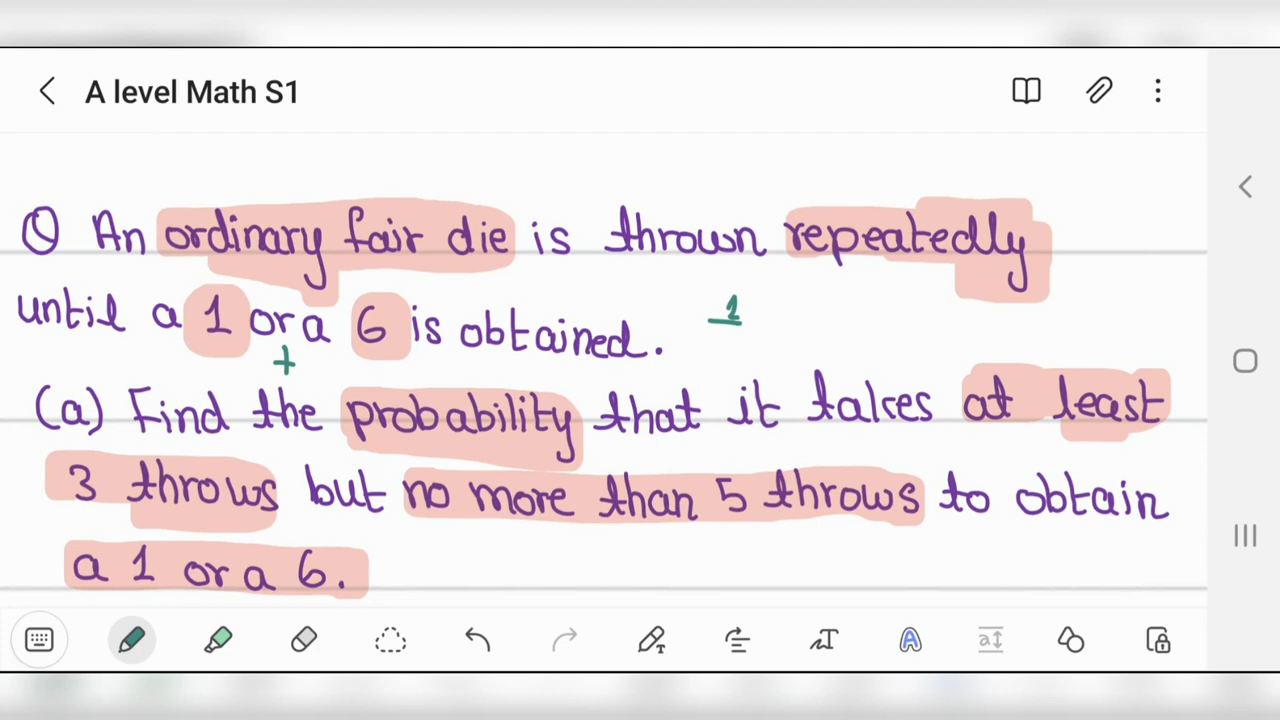 A level Math S1
Q An ordinary fair die is thrown repeatedly
until a 1 or a 6 is obtained. 1
+
(a) Find the probability that it takes at least
3 throws but no more than 5 throws to obtain
a 1 or a 6.
T
T
A
a